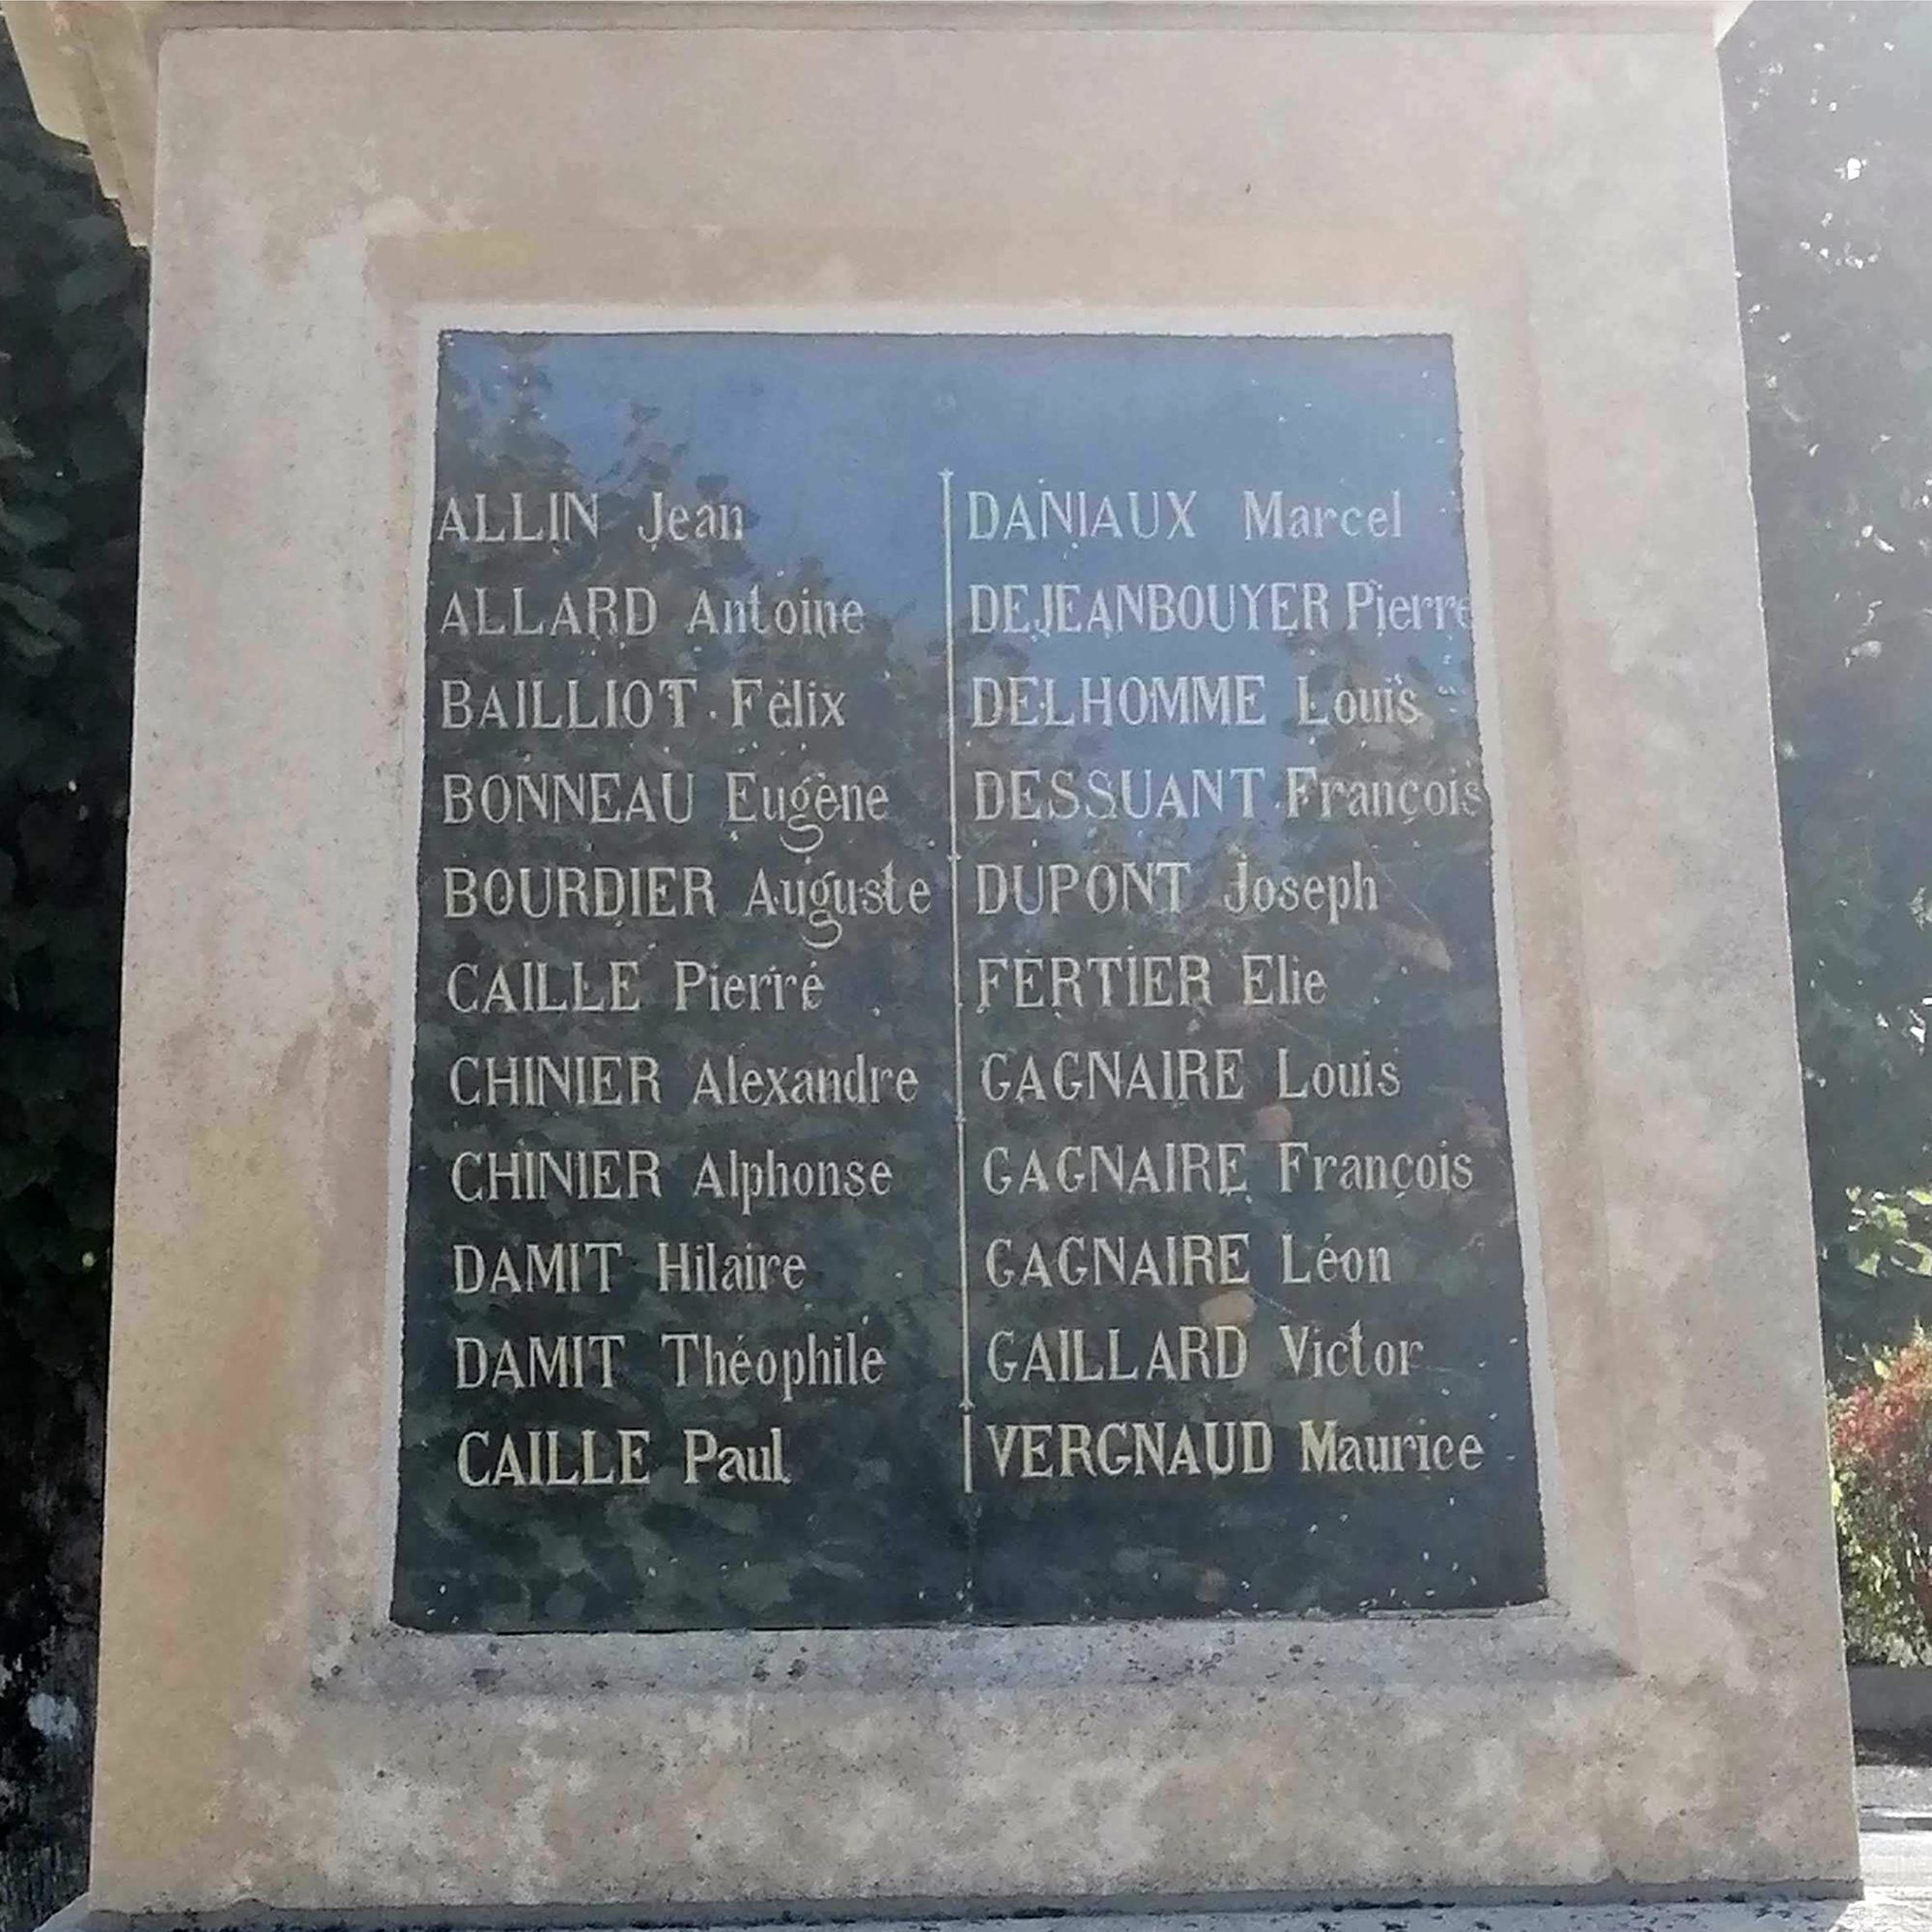 ALLIN Jean
ALLARD Antoine
BAILLIOT Félix
BONNEAU Eugène
BOURDIER Auguste
CAILLE Pierre
CHINIER Alexandre
CHINIER Alphonse
DAMIT Hilaire
DAMIT Théophile
CAILLE Paul
DANIAUX Marcel
DEJEANBOUYER Pierre
DELHOMME Louis
DESSUANT François
DUPONT Joseph
FERTIER Elie
GAGNAIRE Louis
GAGNAIRE François
GAGNAIRE Léon
GAILLARD Victor
VERGNAUD Maurice